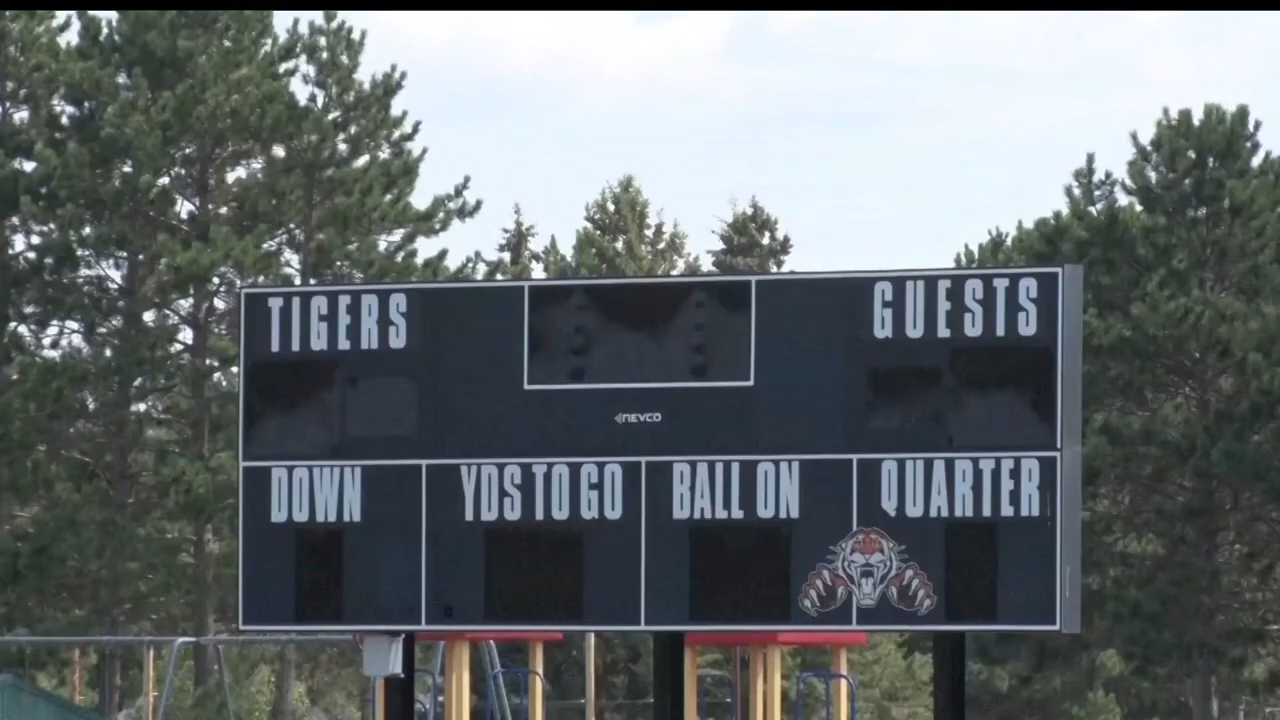 TIGERS
GUESTS
NEVCO
DOWN
YDS TO GO
BALL ON
QUARTER